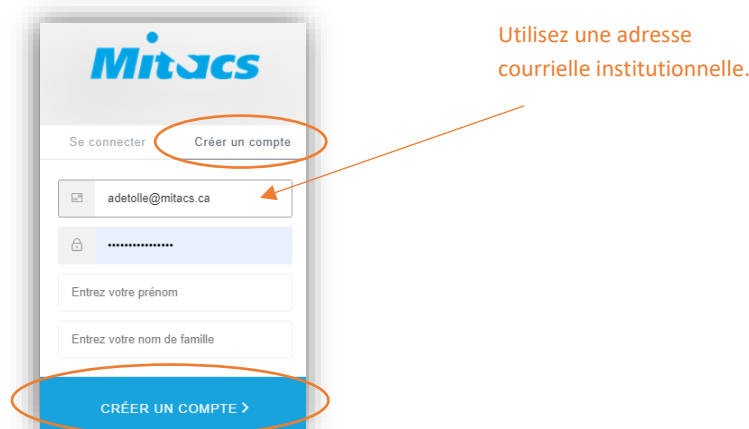 Mitacs
Utilisez une adresse
courrielle institutionnelle.
Se connecter
Créer un compte
adetolle@mitacs.ca
••••••••••••••••
Entrez votre prénom
Entrez votre nom de famille
CRÉER UN COMPTE >